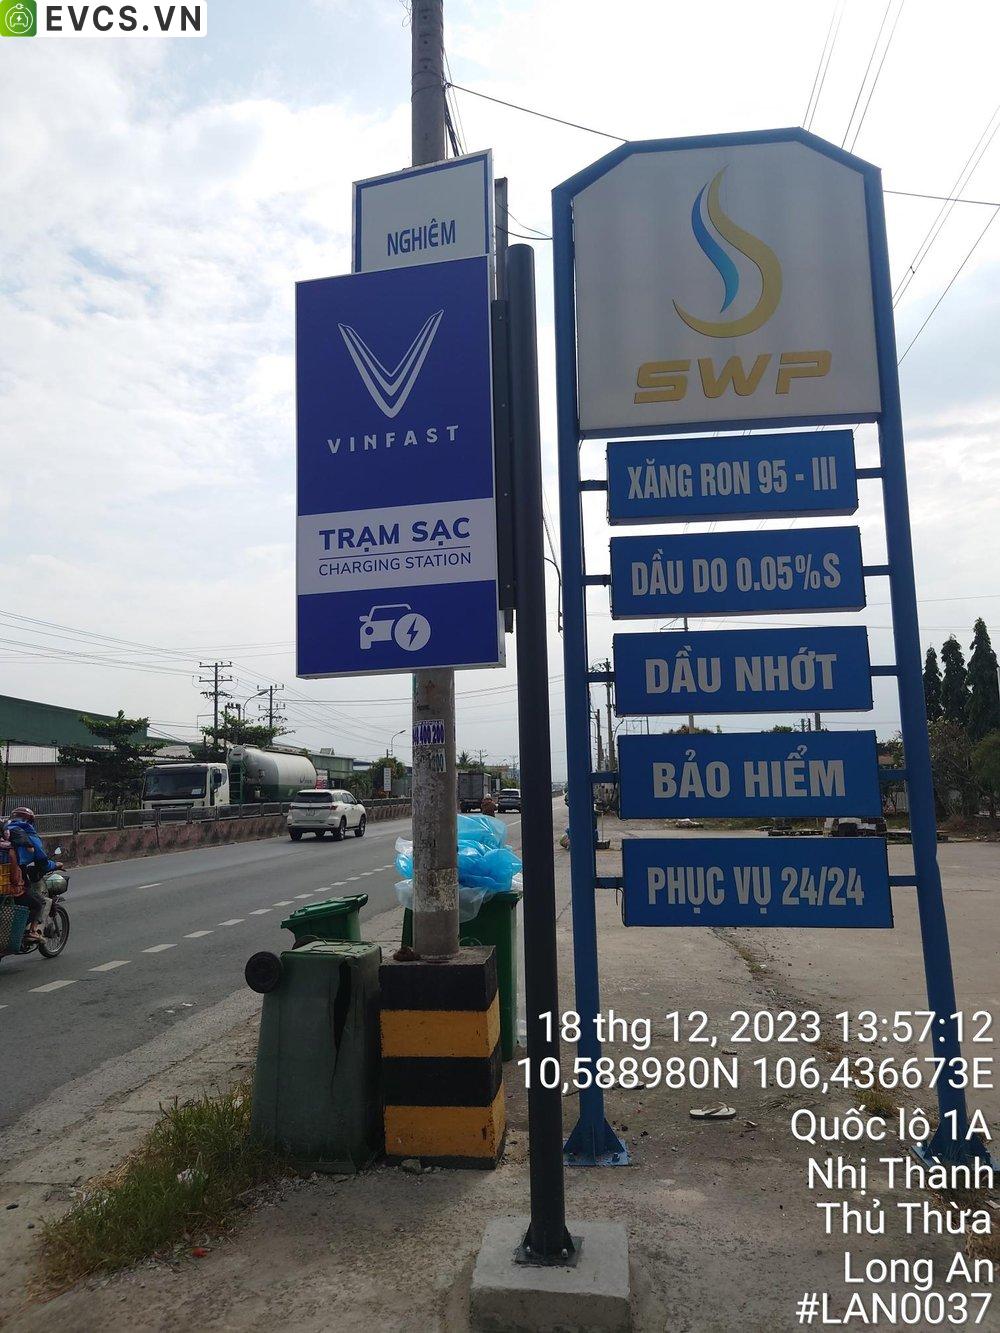 EVCS.VN
NGHIÊM
VINFAST
TRẠM SẠC
CHARGING STATION
SWP
XĂNG RON 95 - III
DẦU DO 0.05%S
DẦU NHỚT
BẢO HIỂM
PHỤC VỤ 24/24
18 thg 12, 2023 13:57:12
10,588980N 106,436673E
Quốc lộ 1A
Nhị Thành
Thủ Thừa
Long An
#LAN0037